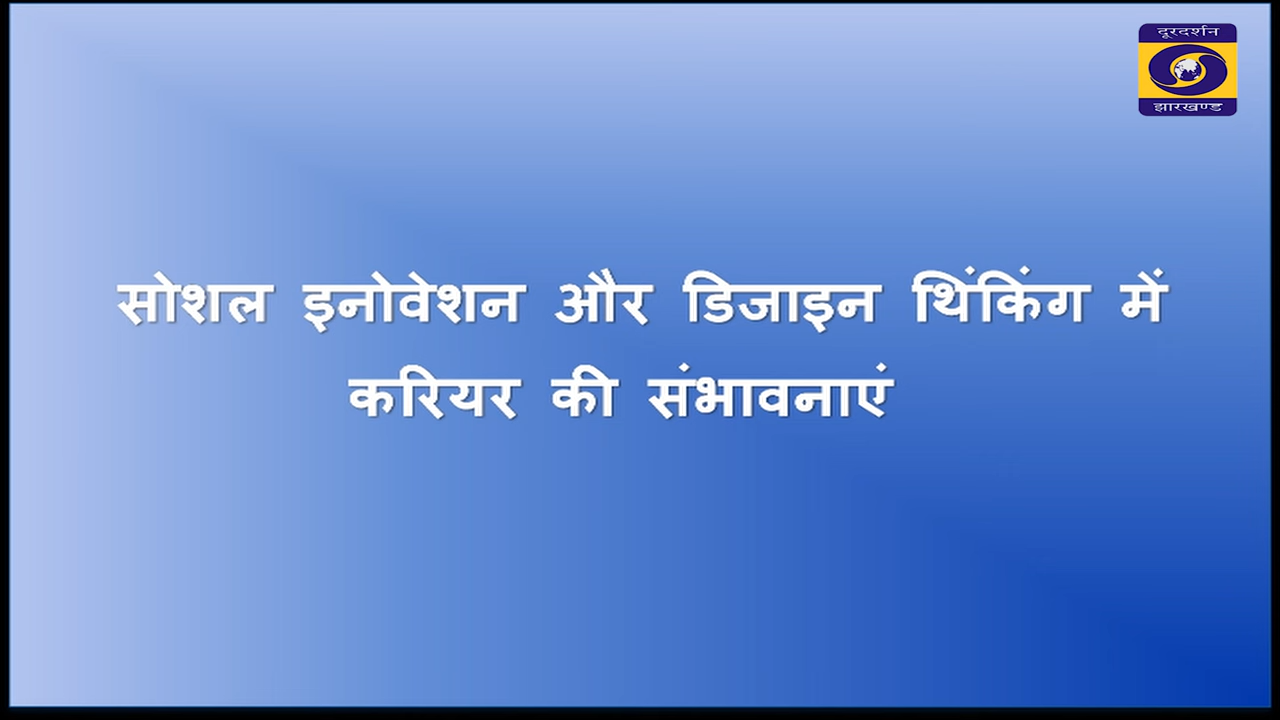 दूरदर्शन
झारखण्ड
सोशल इनोवेशन और डिजाइन थिंकिंग में
करियर की संभावनाएं